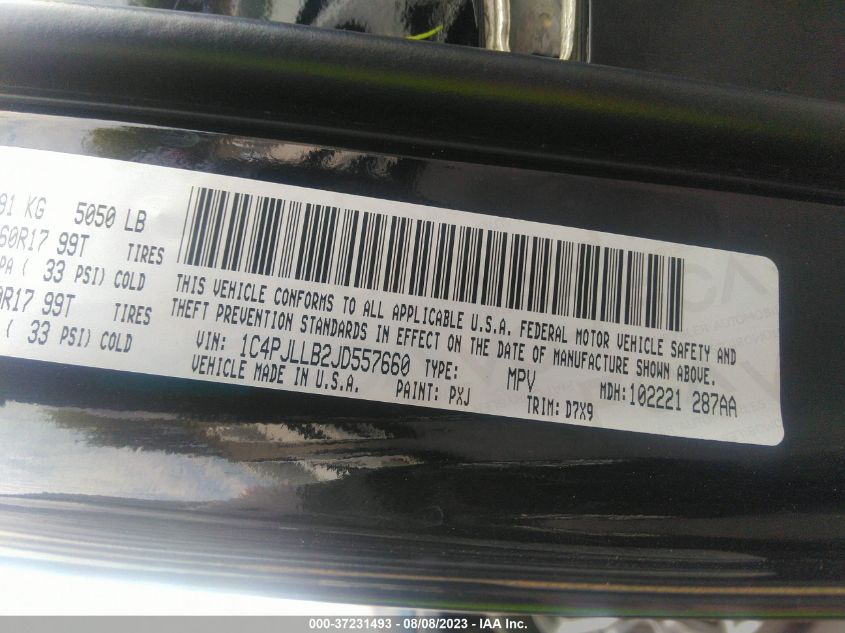 91 KG 5050 LB
60R17 99T TIRES
PA ( 33 PSI) COLD
0R17 99T TIRES
( 33 PSI) COLD
THIS VEHICLE CONFORMS TO ALL APPLICABLE U.S.A. FEDERAL MOTOR VEHICLE SAFETY AND
THEFT PREVENTION STANDARDS IN EFFECT ON THE DATE OF MANUFACTURE SHOWN ABOVE.
VIN: 1C4PJLLB2JD557660 TYPE: MPV MDH:102221 287AA
VEHICLE MADE IN U.S.A. PAINT: PXJ TRIM: D7X9
000-37231493 - 08/08/2023 - IAA Inc.